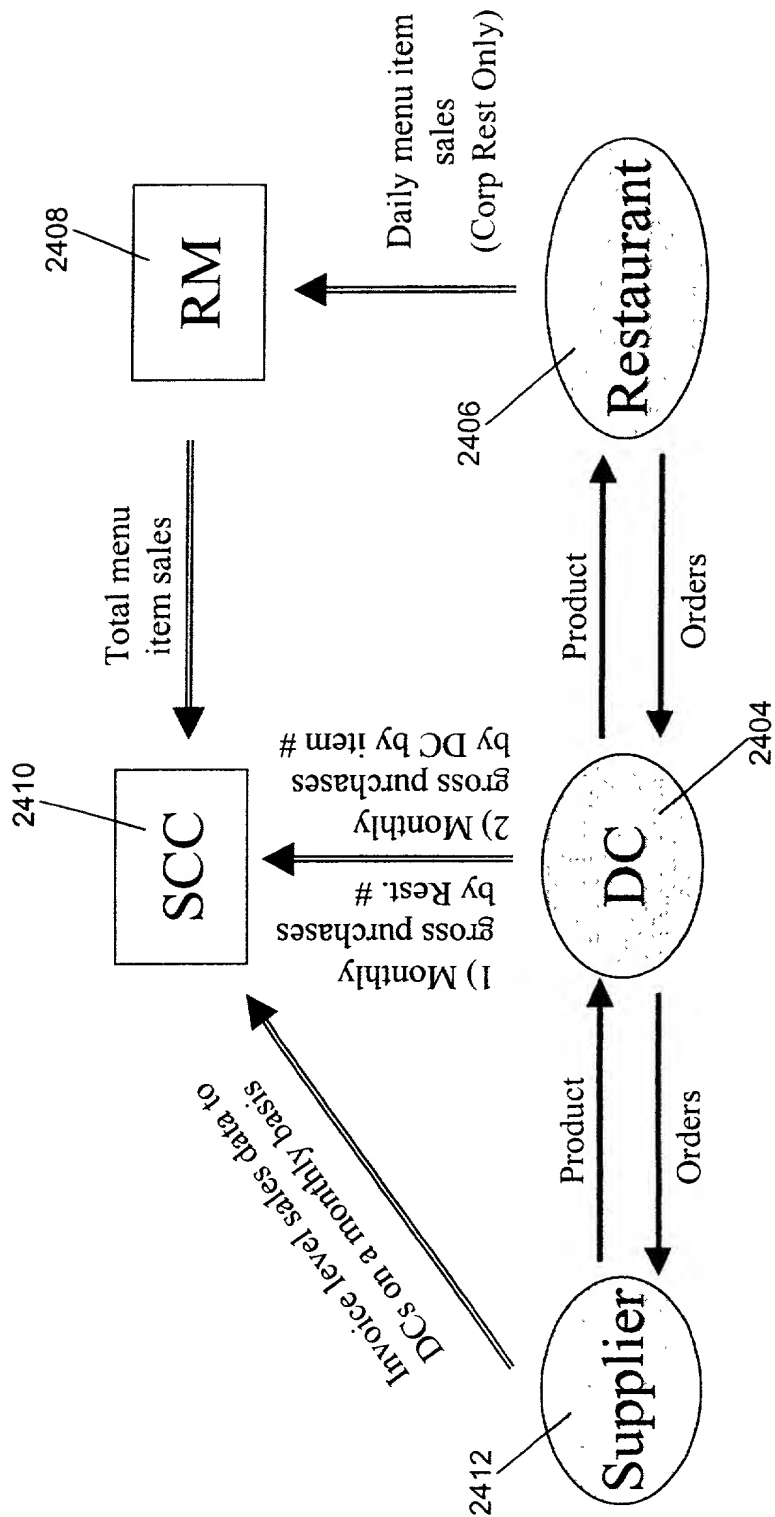 2408
RM
Daily menu item
sales
(Corp Rest Only)
2406
Restaurant
Total menu
item sales
2410
SCC
1) Monthly
gross purchases
by Rest. #
2) Monthly
gross purchases
by DC by item #
Product
Orders
2404
DC
Invoice level sales data to
DCs on a monthly basis
Product
Orders
2412
Supplier